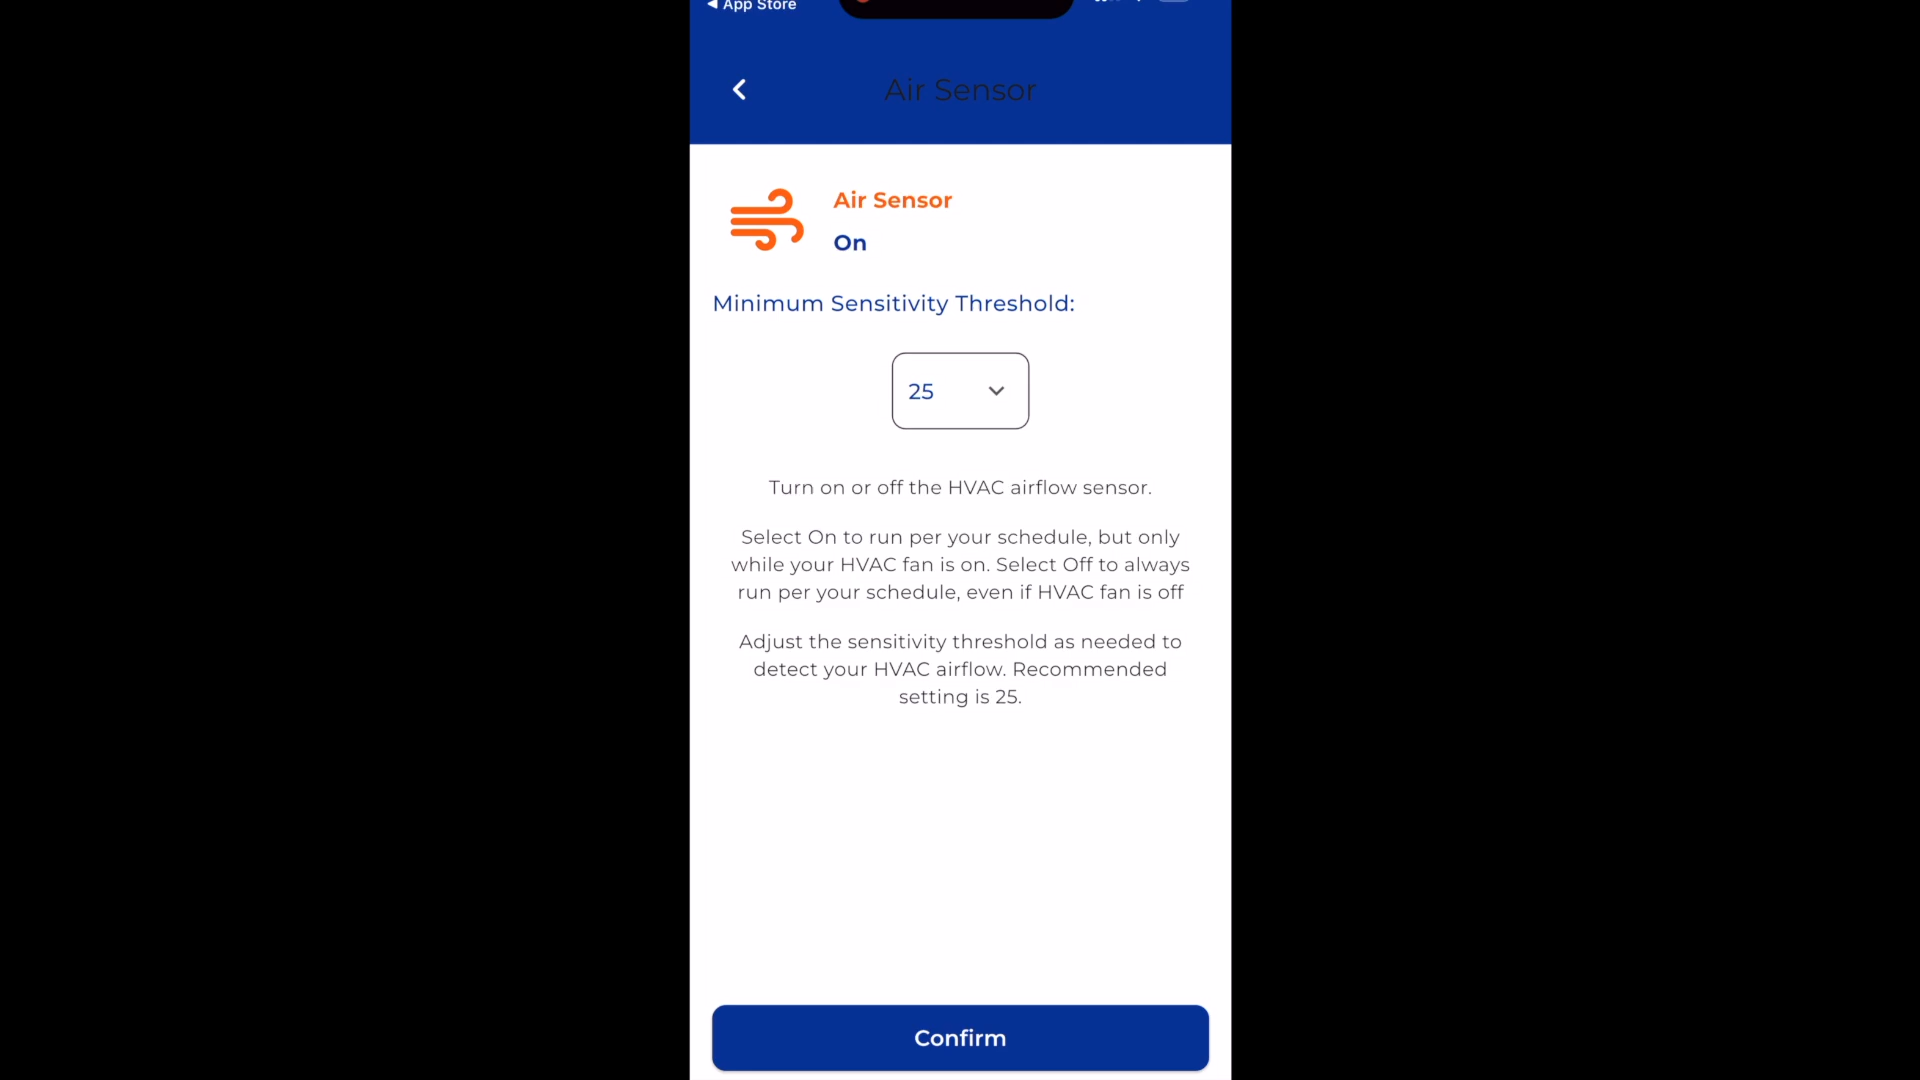 ◀ App Store
Air Sensor
Air Sensor
On
Minimum Sensitivity Threshold:
25
Turn on or off the HVAC airflow sensor.
Select On to run per your schedule, but only
while your HVAC fan is on. Select Off to always
run per your schedule, even if HVAC fan is off
Adjust the sensitivity threshold as needed to
detect your HVAC airflow. Recommended
setting is 25.
Confirm